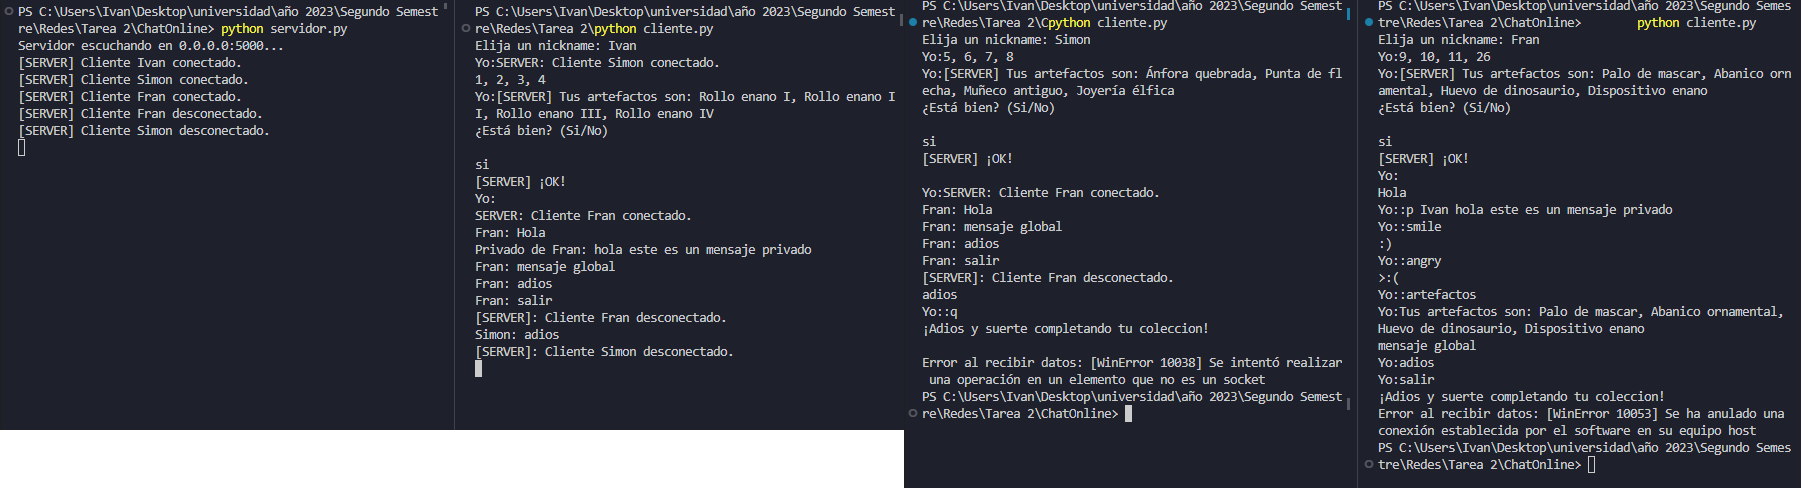 PS C:\Users\Ivan\Desktop\universidad\año 2023\Segundo Semest
re\Redes\Tarea 2\ChatOnline> python servidor.py
Servidor escuchando en 0.0.0.0:5000...
[SERVER] Cliente Ivan conectado.
[SERVER] Cliente Simon conectado.
[SERVER] Cliente Fran conectado.
[SERVER] Cliente Fran desconectado.
[SERVER] Cliente Simon desconectado.
PS C:\Users\Ivan\Desktop\universidad\año 2023\Segundo Semest
re\Redes\Tarea 2\python cliente.py
Elija un nickname: Ivan
Yo:SERVER: Cliente Simon conectado.
1, 2, 3, 4
Yo:[SERVER] Tus artefactos son: Rollo enano I, Rollo enano I
I, Rollo enano III, Rollo enano IV
¿Está bien? (Si/No)
si
[SERVER] ¡OK!
Yo:
SERVER: Cliente Fran conectado.
Fran: Hola
Privado de Fran: hola este es un mensaje privado
Fran: mensaje global
Fran: adios
Fran: salir
[SERVER]: Cliente Fran desconectado.
Simon: adios
[SERVER]: Cliente Simon desconectado.
PS C:\Users\Ivan\Desktop\universidad\año 2023\Segundo Semest
re\Redes\Tarea 2\Cpython cliente.py
Elija un nickname: Simon
Yo:5, 6, 7, 8
Yo:[SERVER] Tus artefactos son: Ánfora quebrada, Punta de fl
echa, Muñeco antiguo, Joyería élfica
¿Está bien? (Si/No)
si
[SERVER] ¡OK!
Yo:SERVER: Cliente Fran conectado.
Fran: Hola
Fran: mensaje global
Fran: adios
Fran: salir
[SERVER]: Cliente Fran desconectado.
adios
Yo::q
¡Adios y suerte completando tu coleccion!
Error al recibir datos: [WinError 10038] Se intentó realizar
una operación en un elemento que no es un socket
PS C:\Users\Ivan\Desktop\universidad\año 2023\Segundo Semest
re\Redes\Tarea 2\ChatOnline>
PS C:\Users\Ivan\Desktop\universidad\año 2023\Segundo Semes
tre\Redes\Tarea 2\ChatOnline> python cliente.py
Elija un nickname: Fran
Yo:9, 10, 11, 26
Yo:[SERVER] Tus artefactos son: Palo de mascar, Abanico orn
amental, Huevo de dinosaurio, Dispositivo enano
¿Está bien? (Si/No)
si
[SERVER] ¡OK!
Yo:
Hola
Yo::p Ivan hola este es un mensaje privado
Yo::smile
:)
Yo::angry
>:(
Yo::artefactos
Yo:Tus artefactos son: Palo de mascar, Abanico ornamental,
Huevo de dinosaurio, Dispositivo enano
mensaje global
Yo:adios
Yo:salir
¡Adios y suerte completando tu coleccion!
Error al recibir datos: [WinError 10053] Se ha anulado una
conexión establecida por el software en su equipo host
PS C:\Users\Ivan\Desktop\universidad\año 2023\Segundo Semes
tre\Redes\Tarea 2\ChatOnline>